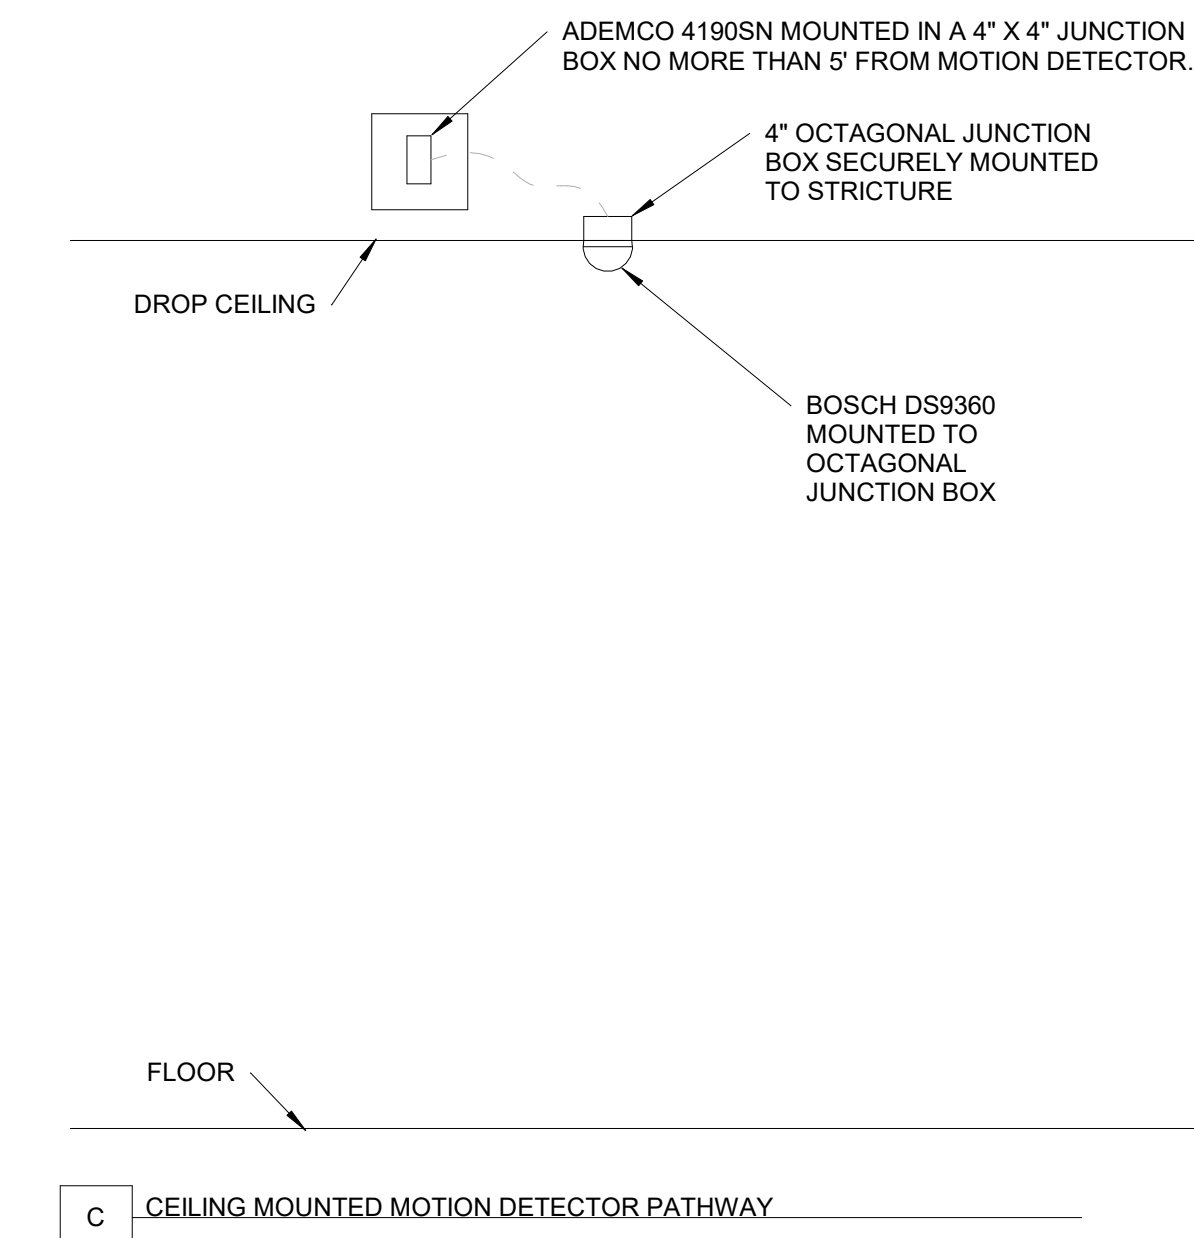 ADEMCO 4190SN MOUNTED IN A 4" X 4" JUNCTION
BOX NO MORE THAN 5' FROM MOTION DETECTOR.
4" OCTAGONAL JUNCTION
BOX SECURELY MOUNTED
TO STRICTURE
DROP CEILING
BOSCH DS9360
MOUNTED TO
OCTAGONAL
JUNCTION BOX
FLOOR
C
CEILING MOUNTED MOTION DETECTOR PATHWAY